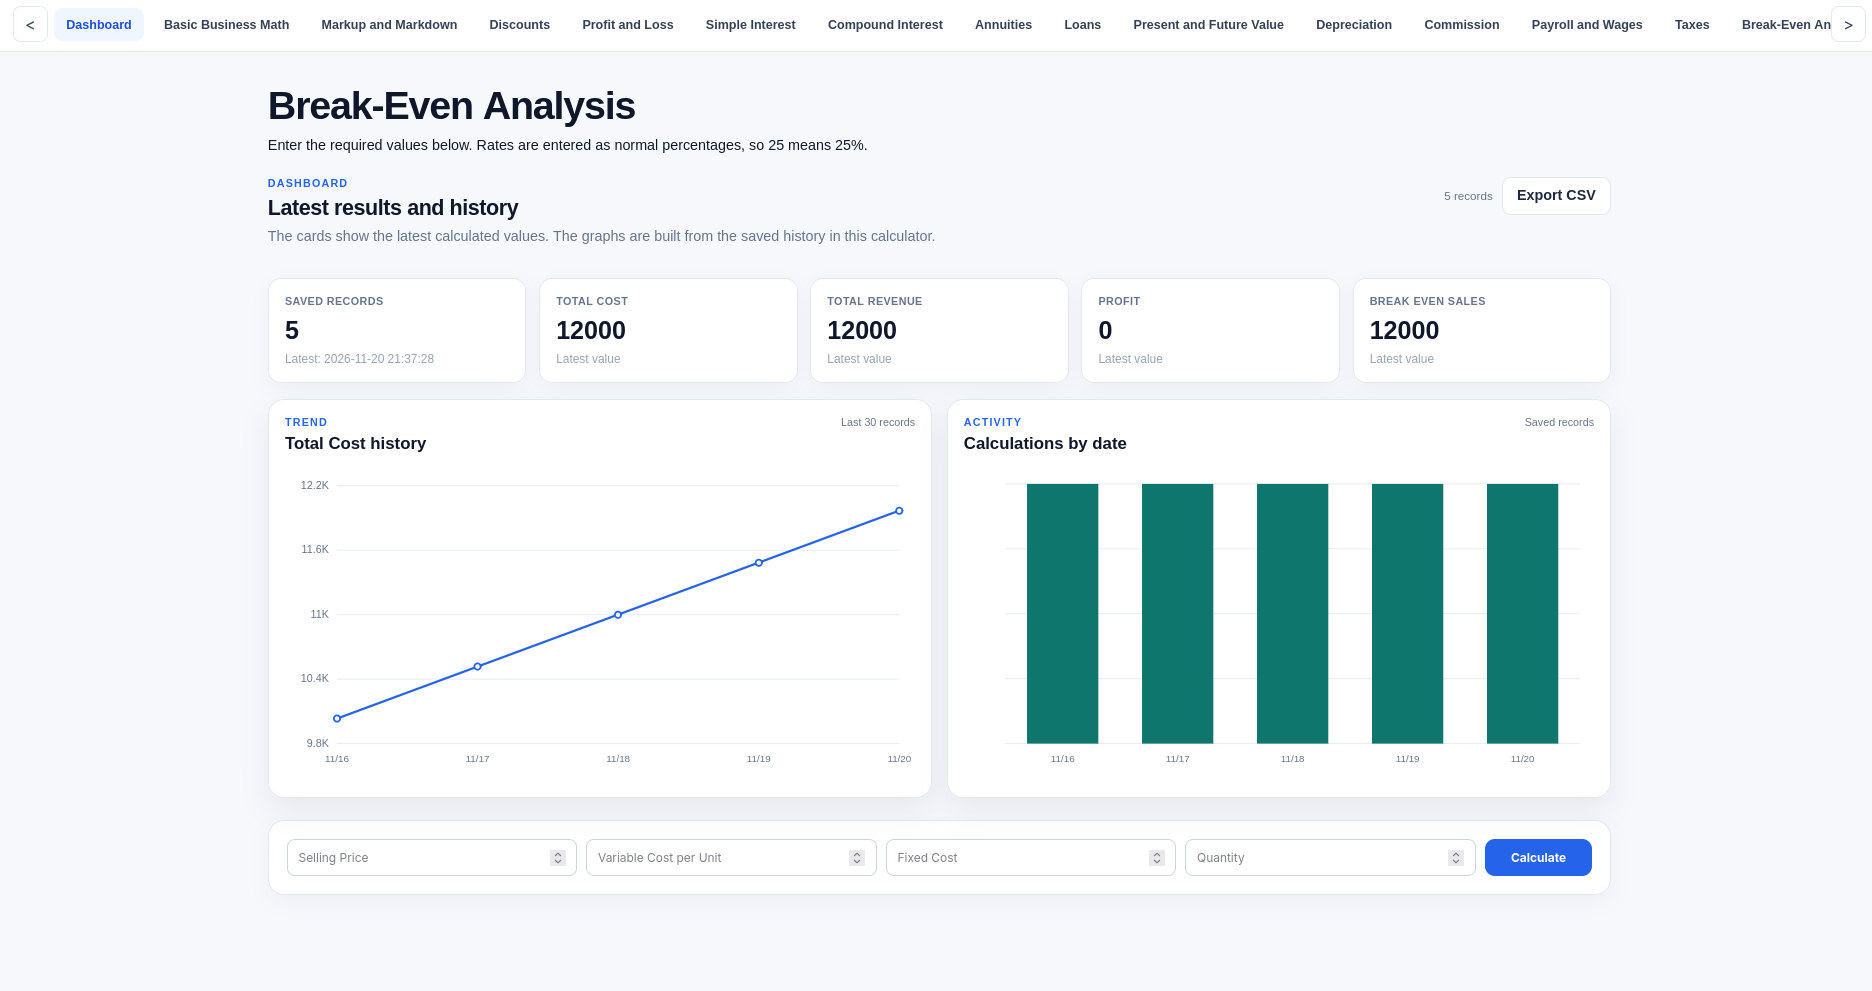 < Dashboard Basic Business Math Markup and Markdown Discounts Profit and Loss Simple Interest Compound Interest Annuities Loans Present and Future Value Depreciation Commission Payroll and Wages Taxes Break-Even An >
Break-Even Analysis
Enter the required values below. Rates are entered as normal percentages, so 25 means 25%.
DASHBOARD
Latest results and history
The cards show the latest calculated values. The graphs are built from the saved history in this calculator.
5 records Export CSV
SAVED RECORDS
5
Latest: 2026-11-20 21:37:28
TOTAL COST
12000
Latest value
TOTAL REVENUE
12000
Latest value
PROFIT
0
Latest value
BREAK EVEN SALES
12000
Latest value
TREND
Total Cost history
Last 30 records
12.2K
11.6K
11K
10.4K
9.8K
11/16 11/17 11/18 11/19 11/20
ACTIVITY
Calculations by date
Saved records
11/16 11/17 11/18 11/19 11/20
Selling Price Variable Cost per Unit Fixed Cost Quantity Calculate